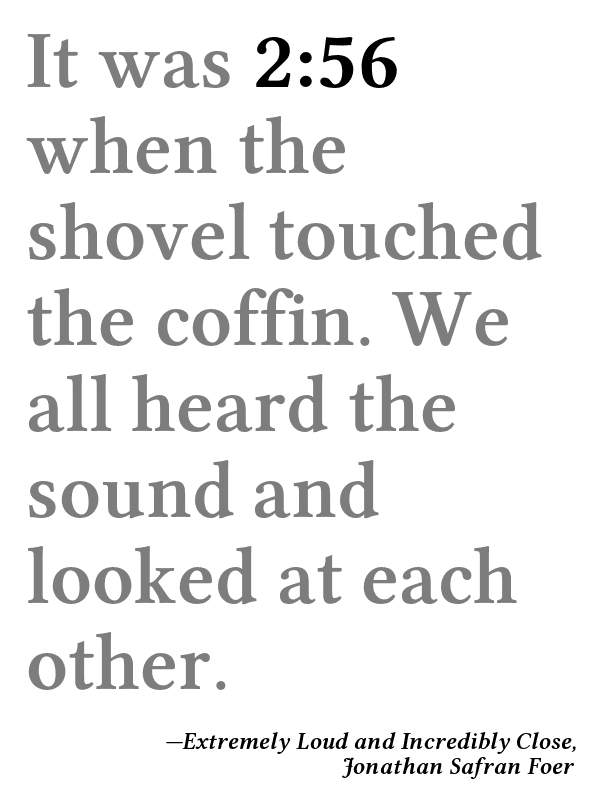 It was 2:56
when the
shovel touched
the coffin. We
all heard the
sound and
looked at each
other.
—Extremely Loud and Incredibly Close,
Jonathan Safran Foer